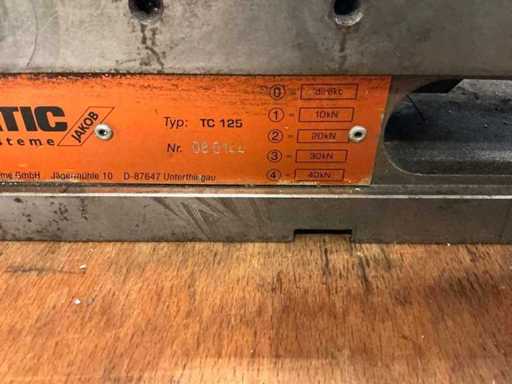 TIC
JAKOB
steme
Typ: TC 125
Nr.
me GmbH Jägermühle 10 D-87647 Unterthingau
0 = direkt
1 = 10kN
2 = 20kN
3 = 30kN
4 = 40kN